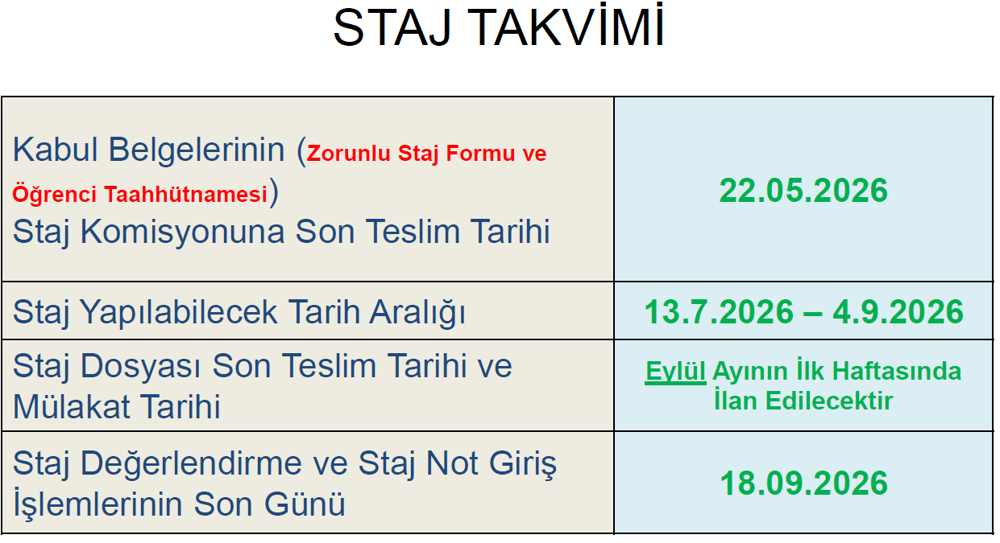 STAJ TAKVİMİ
Kabul Belgelerinin (Zorunlu Staj Formu ve
Öğrenci Taahhütnamesi)
Staj Komisyonuna Son Teslim Tarihi
22.05.2026
Staj Yapılabilecek Tarih Aralığı
13.7.2026 – 4.9.2026
Staj Dosyası Son Teslim Tarihi ve
Mülakat Tarihi
Eylül Ayının İlk Haftasında
İlan Edilecektir
Staj Değerlendirme ve Staj Not Giriş
İşlemlerinin Son Günü
18.09.2026